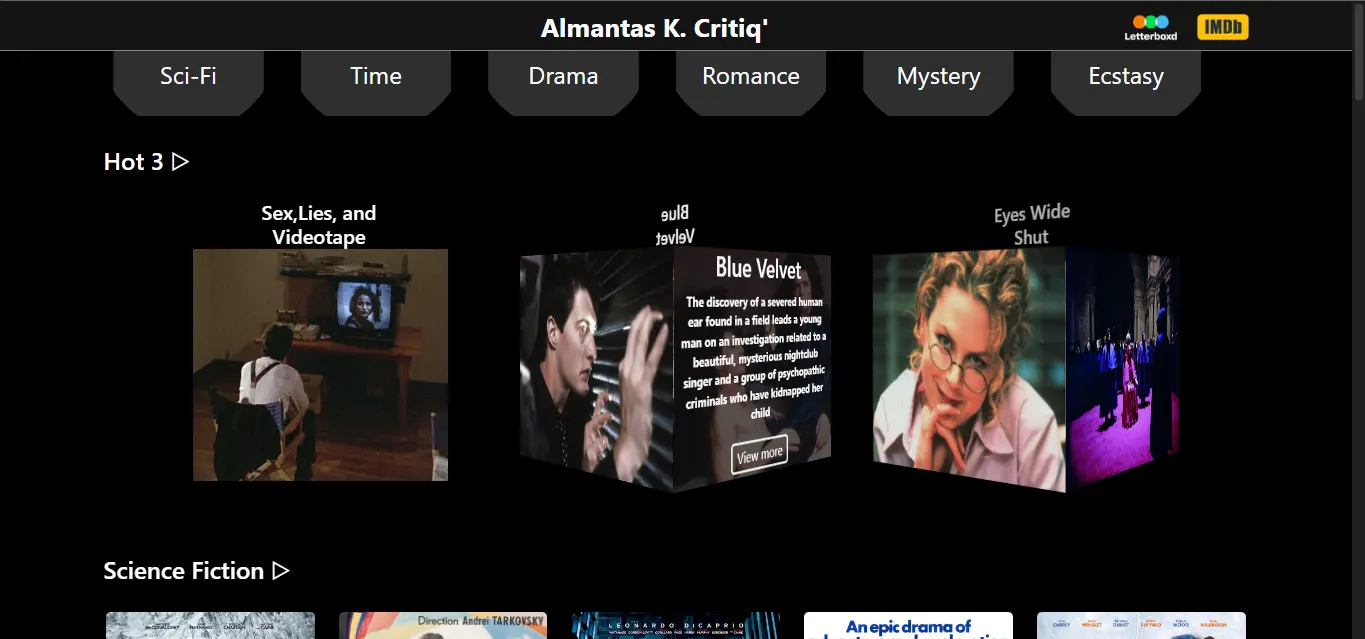 Almantas K. Critiq'
Letterboxd
IMDb
Sci-Fi
Time
Drama
Romance
Mystery
Ecstasy
Hot 3 ▷
Sex,Lies, and
Videotape
Blue
Velvet
Eyes Wide
Shut
Blue Velvet
The discovery of a severed human
ear found in a field leads a young
man on an investigation related to a
beautiful, mysterious nightclub
singer and a group of psychopathic
criminals who have kidnapped her
child
View more
Science Fiction ▷
Direction Andrei TARKOVSKY
LEONARDO DICAPRIO
An epic drama of